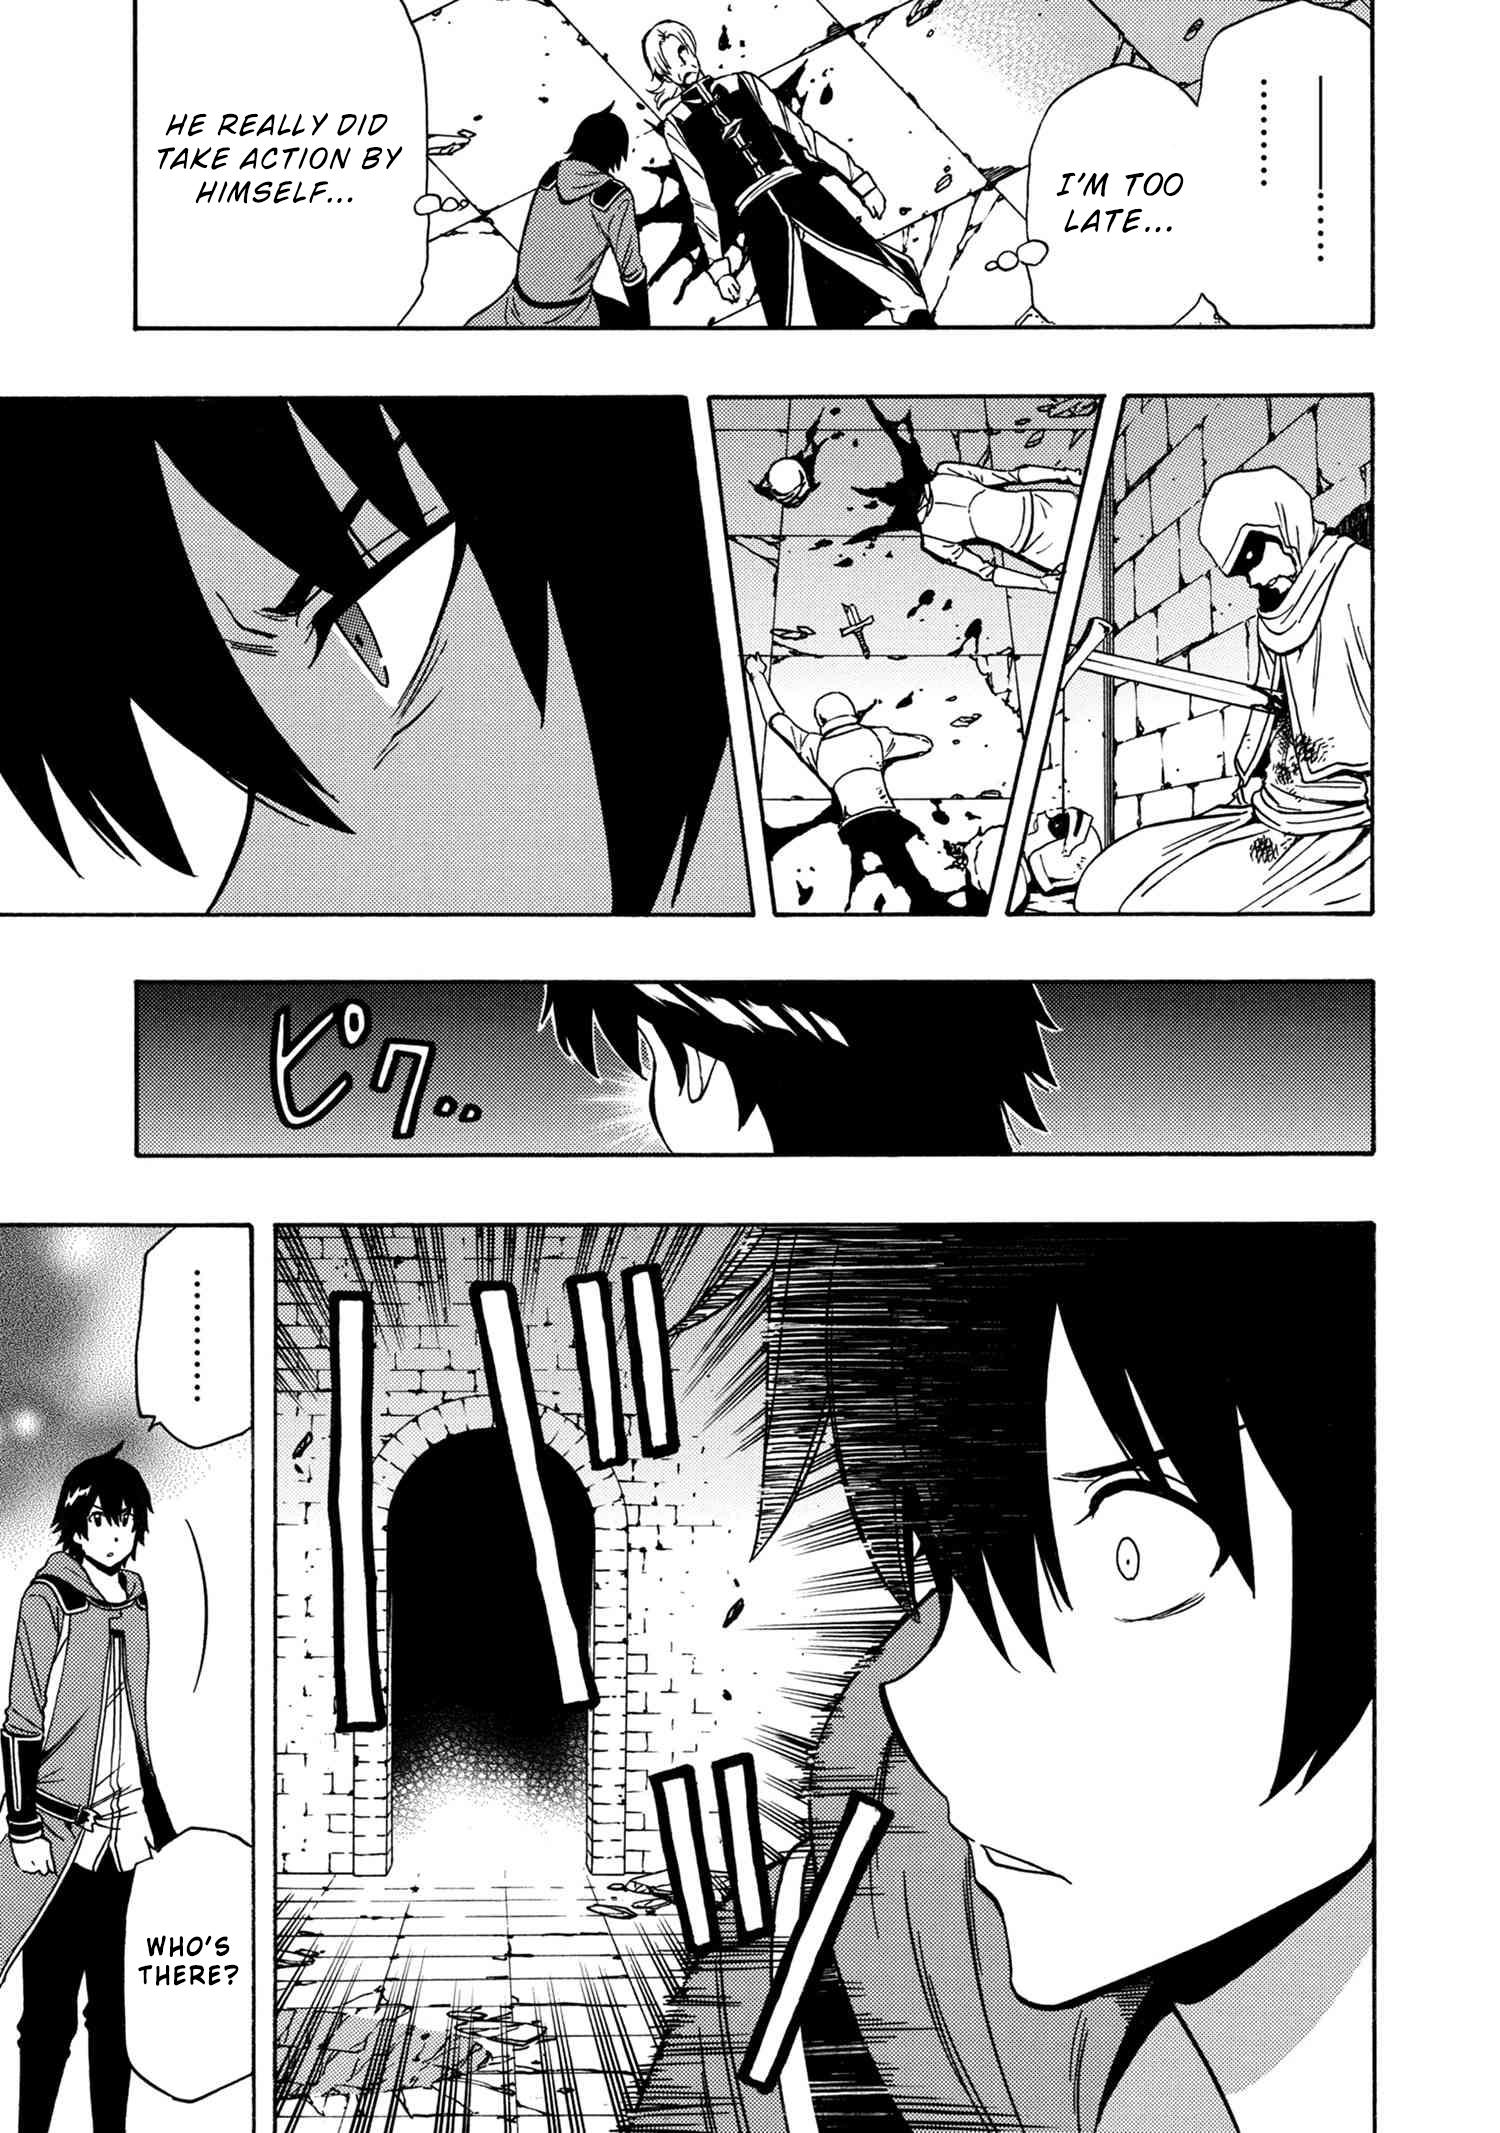 I'M TOO
LATE...
HE REALLY DID
TAKE ACTION BY
HIMSELF...
ピク..
WHO'S
THERE?